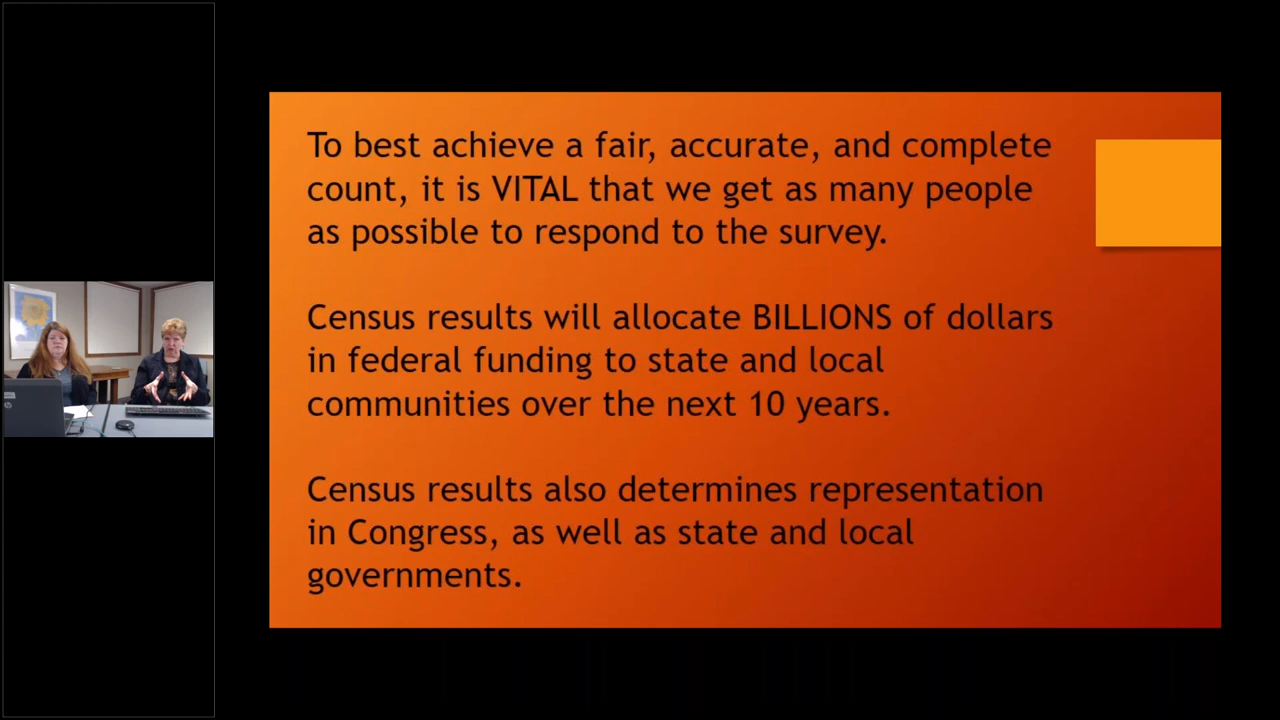 To best achieve a fair, accurate, and complete
count, it is VITAL that we get as many people
as possible to respond to the survey.
Census results will allocate BILLIONS of dollars
in federal funding to state and local
communities over the next 10 years.
Census results also determines representation
in Congress, as well as state and local
governments.